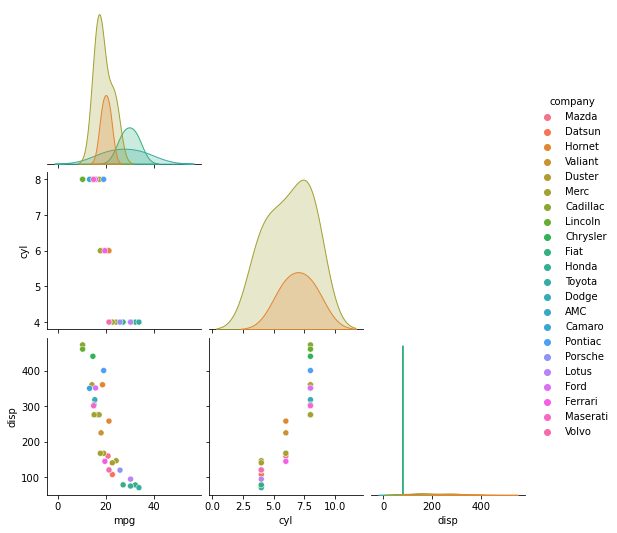 company
Mazda
Datsun
Hornet
Valiant
Duster
Merc
Cadillac
Lincoln
Chrysler
Fiat
Honda
Toyota
Dodge
AMC
Camaro
Pontiac
Porsche
Lotus
Ford
Ferrari
Maserati
Volvo
8
7
6
5
4
cyl
400
300
200
100
disp
0 20 40
mpg
0.0 2.5 5.0 7.5 10.0
cyl
0 200 400
disp